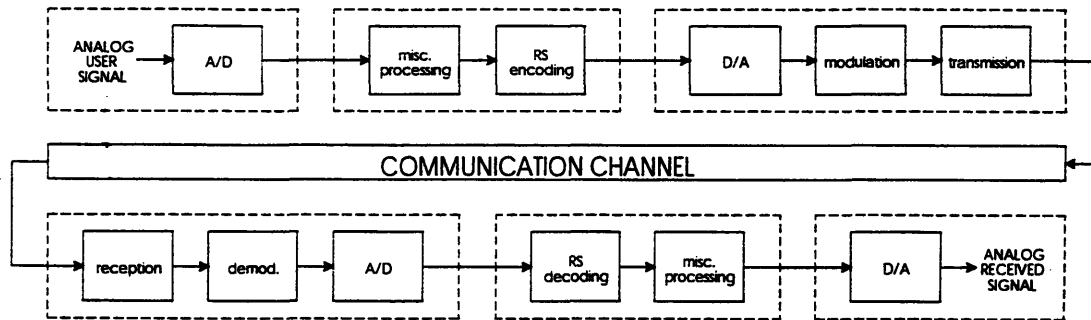 ANALOG
USER
SIGNAL
A/D
misc.
processing
RS
encoding
D/A
modulation
transmission
COMMUNICATION CHANNEL
reception
demod.
A/D
RS
decoding
misc.
processing
D/A
ANALOG
RECEIVED
SIGNAL